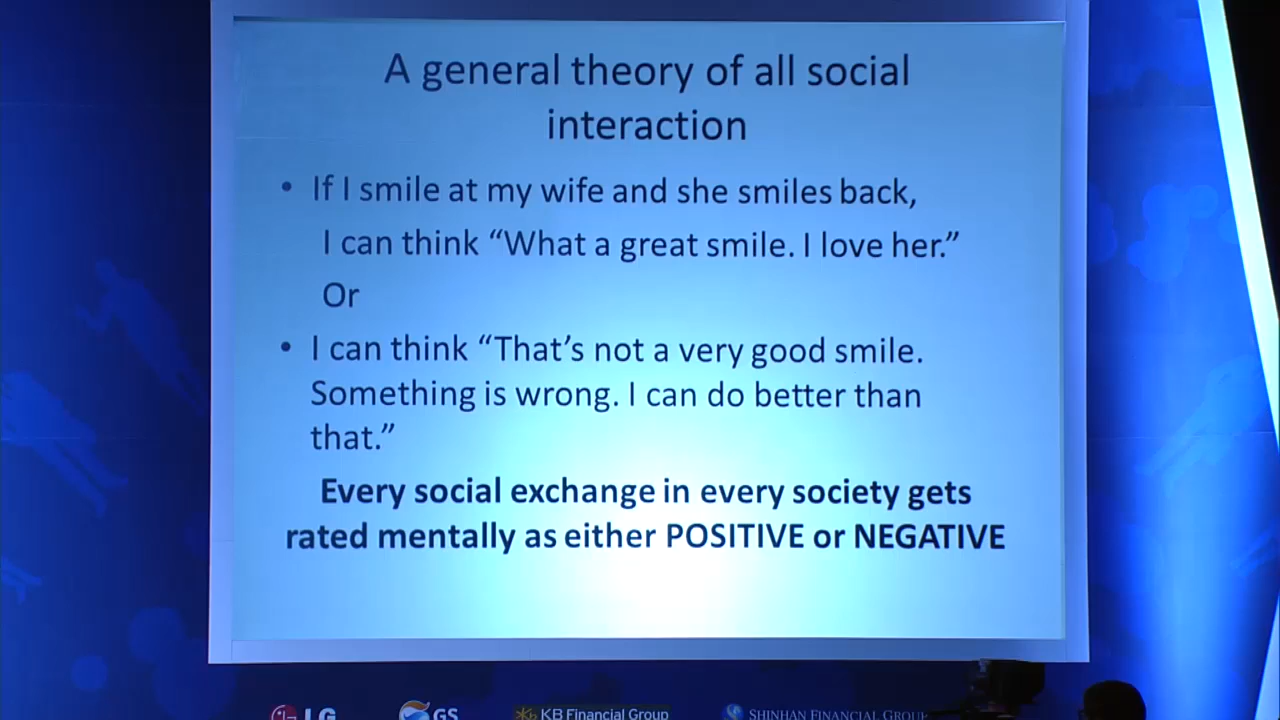 A general theory of all social
interaction
• If I smile at my wife and she smiles back,
I can think “What a great smile. I love her.”
Or
• I can think “That’s not a very good smile.
Something is wrong. I can do better than
that.”
Every social exchange in every society gets
rated mentally as either POSITIVE or NEGATIVE
LG
GS
KB Financial Group
SHINHAN FINANCIAL GROUP